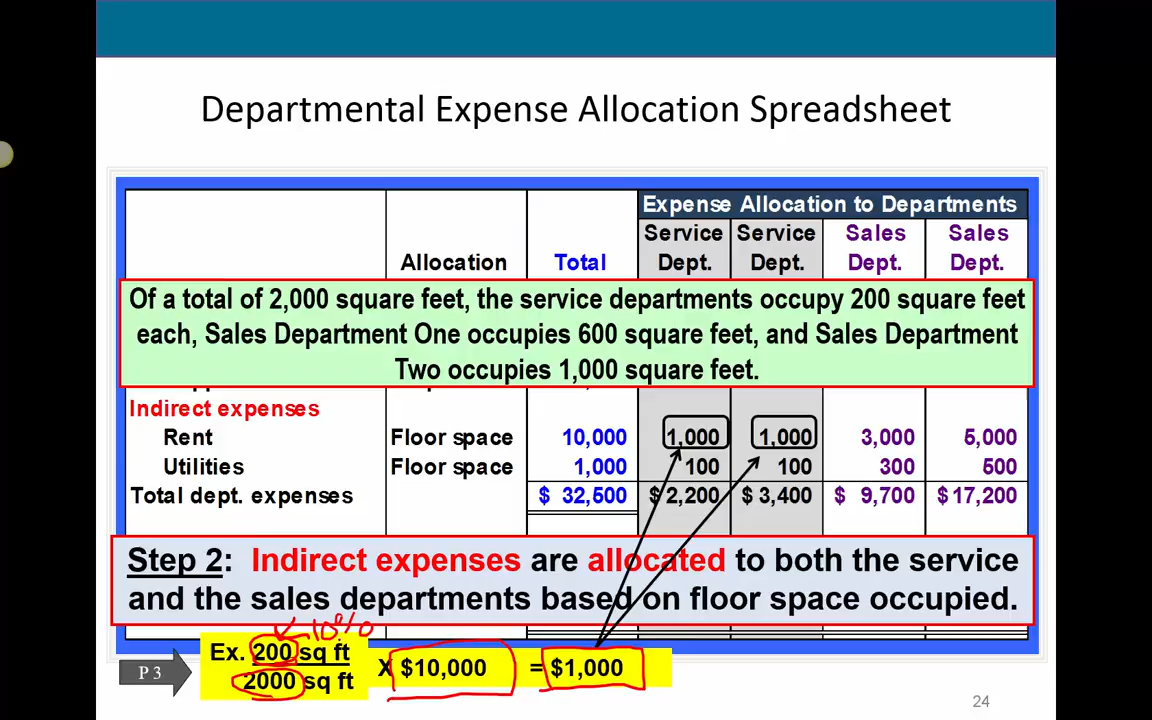 Departmental Expense Allocation Spreadsheet
Expense Allocation to Departments
Service Service Sales Sales
Allocation Total Dept. Dept. Dept. Dept.
Of a total of 2,000 square feet, the service departments occupy 200 square feet
each, Sales Department One occupies 600 square feet, and Sales Department
Two occupies 1,000 square feet.
Indirect expenses
Rent Floor space 10,000 1,000 1,000 3,000 5,000
Utilities Floor space 1,000 100 100 300 500
Total dept. expenses $ 32,500 $ 2,200 $ 3,400 $ 9,700 $ 17,200
Step 2: Indirect expenses are allocated to both the service
and the sales departments based on floor space occupied.
10%
Ex. 200 sq ft
X $10,000 = $1,000
2000 sq ft
P 3
24